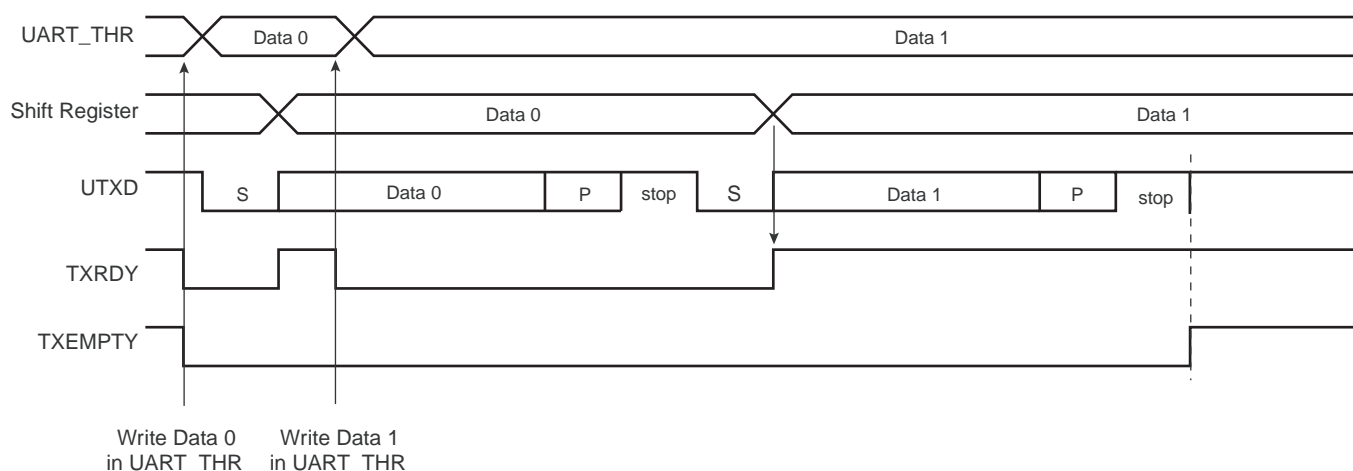 UART_THR
Data 0
Data 1
Shift Register
Data 0
Data 1
UTXD
S
Data 0
P
stop
S
Data 1
P
stop
TXRDY
TXEMPTY
Write Data 0
in UART_THR
Write Data 1
in UART_THR